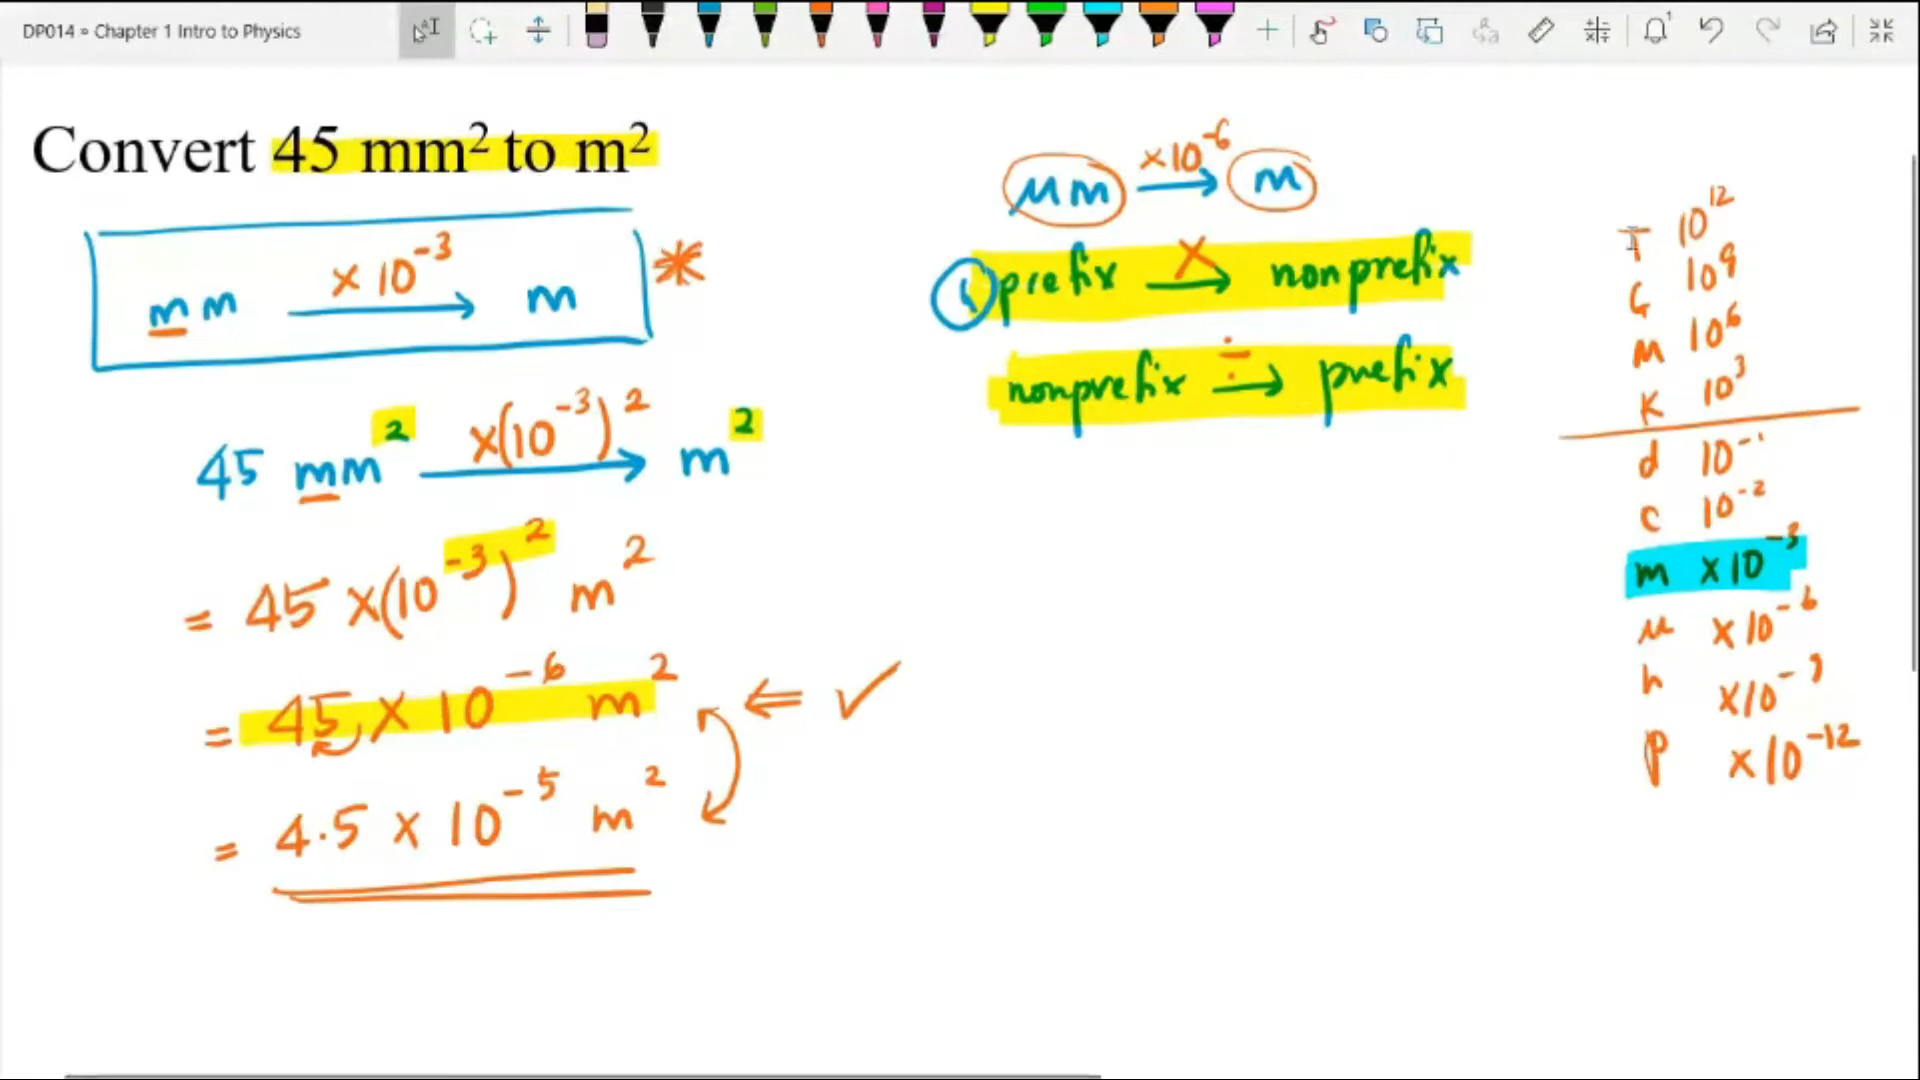 DP014 » Chapter 1 Intro to Physics
Convert 45 mm² to m²
mm × 10⁻³ → m *
45 mm² ×(10⁻³)² → m²
= 45 ×(10⁻³)² m²
= 45 × 10⁻⁶ m² ⇐ ✓
= 4.5 × 10⁻⁵ m²
μm ×10⁻⁶ → m
① prefix × → nonprefix
nonprefix ÷ → prefix
T 10¹²
G 10⁹
M 10⁶
K 10³
d 10⁻¹
c 10⁻²
m ×10⁻³
μ ×10⁻⁶
n ×10⁻⁹
p ×10⁻¹²